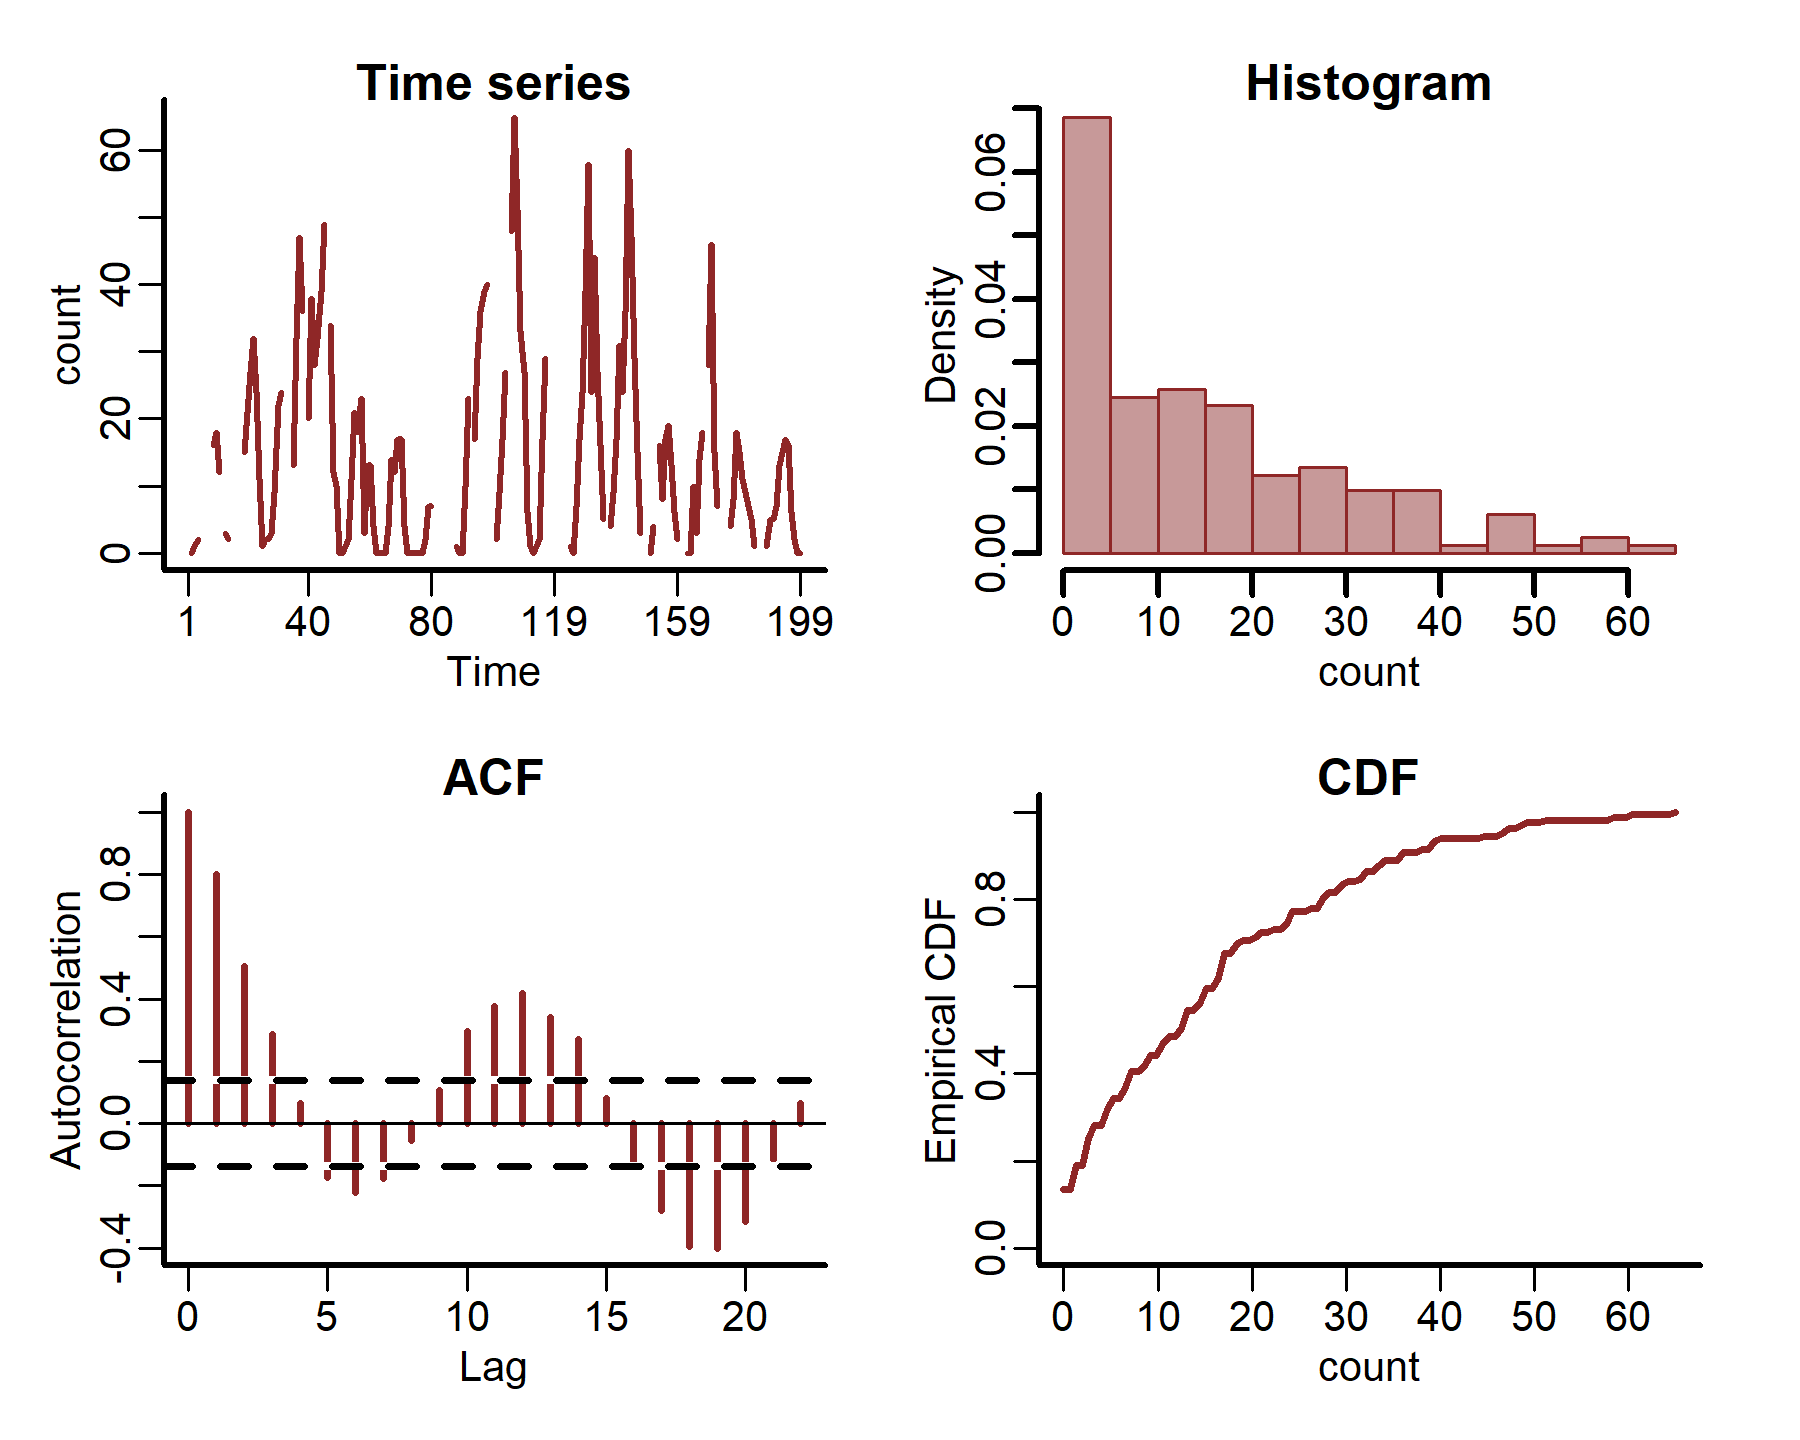 Time series
count
0 20 40 60
1 40 80 119 159 199
Time
Histogram
Density
0.00 0.02 0.04 0.06
0 10 20 30 40 50 60
count
ACF
Autocorrelation
-0.4 0.0 0.4 0.8
0 5 10 15 20
Lag
CDF
Empirical CDF
0.0 0.4 0.8
0 10 20 30 40 50 60
count